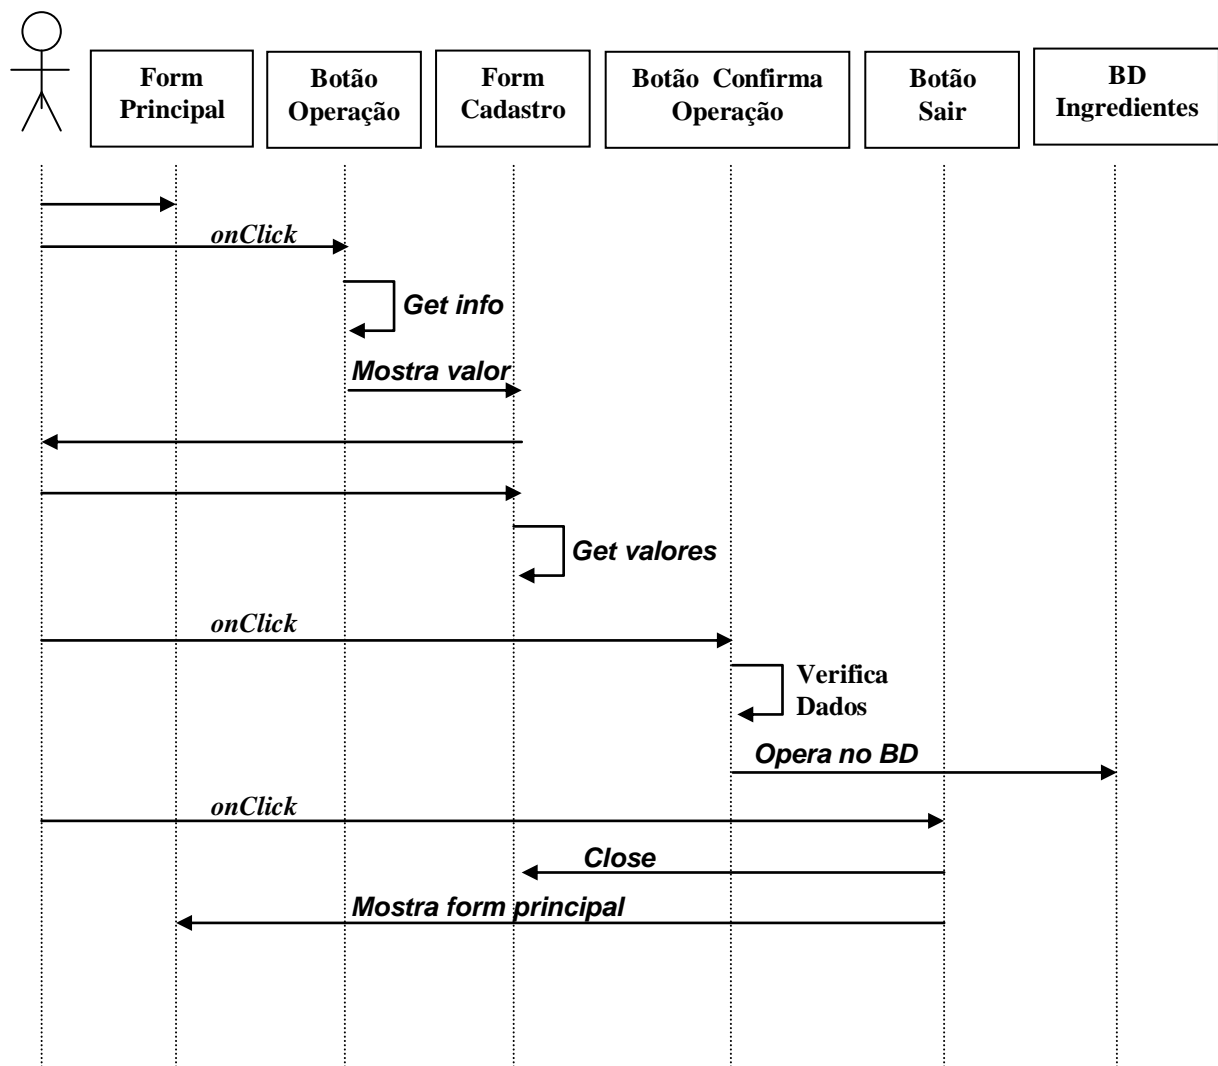 Form
Principal
Botão
Operação
Form
Cadastro
Botão Confirma
Operação
Botão
Sair
BD
Ingredientes
onClick
Get info
Mostra valor
Get valores
onClick
Verifica
Dados
Opera no BD
onClick
Close
Mostra form principal